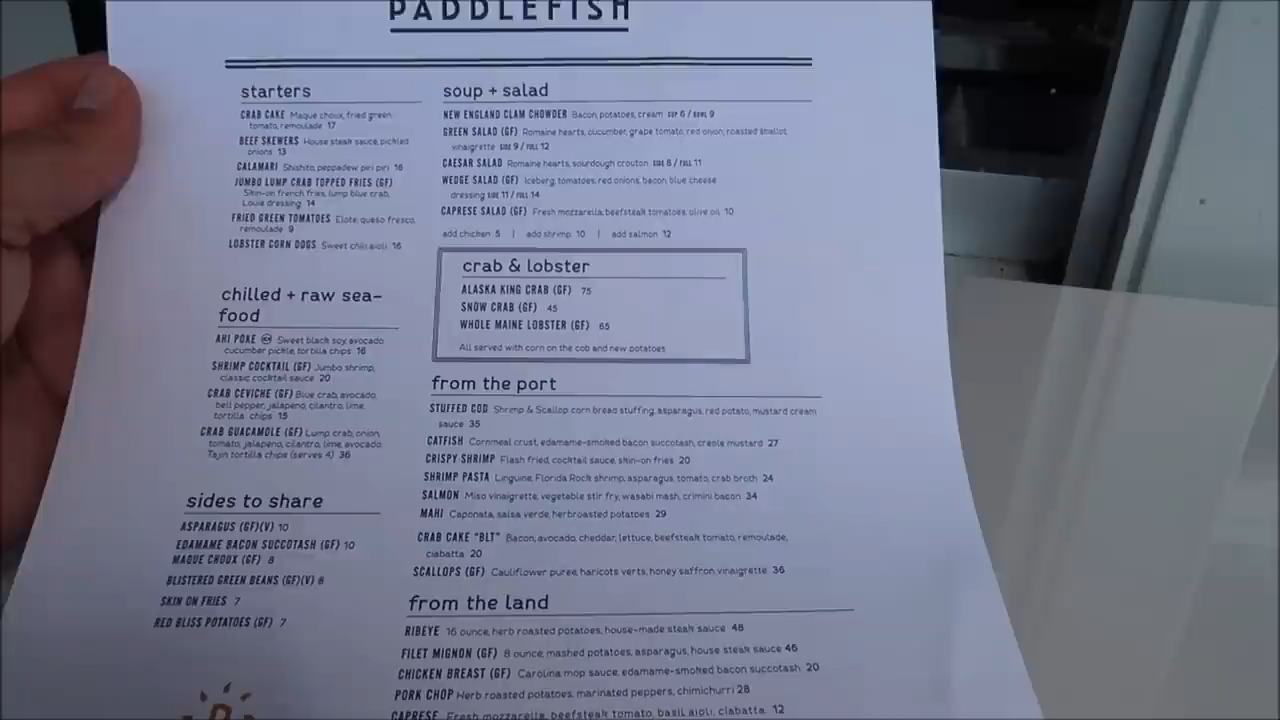 PADDLEFISH
starters
CRAB CAKE Maque choux, fried green
tomato, remoulade 17
BEEF SKEWERS House steak sauce, pickled
onions 13
CALAMARI Shishito, peppadew piri piri 16
JUMBO LUMP CRAB TOPPED FRIES (GF)
Skin-on french fries, lump blue crab,
Louie dressing 14
FRIED GREEN TOMATOES Elote, queso fresco,
remoulade 9
LOBSTER CORN DOGS Sweet chili aioli 16
chilled + raw sea-
food
AHI POKE Sweet black soy, avocado
cucumber pickle, tortilla chips 16
SHRIMP COCKTAIL (GF) Jumbo shrimp,
classic cocktail sauce 20
CRAB CEVICHE (GF) Blue crab, avocado,
bell pepper, jalapeno, cilantro, lime,
tortilla chips 15
CRAB GUACAMOLE (GF) Lump crab, onion,
tomato, jalapeno, cilantro, lime, avocado
Tajin tortilla chips (serves 4) 36
sides to share
ASPARAGUS (GF)(V) 10
EDAMAME BACON SUCCOTASH (GF) 10
MAQUE CHOUX (GF) 8
BLISTERED GREEN BEANS (GF)(V) 8
SKIN ON FRIES 7
RED BLISS POTATOES (GF) 7
soup + salad
NEW ENGLAND CLAM CHOWDER Bacon, potatoes, cream CUP 6 / BOWL 9
GREEN SALAD (GF) Romaine hearts, cucumber, grape tomato, red onion, roasted shallot
vinaigrette SIDE 9 / FULL 12
CAESAR SALAD Romaine hearts, sourdough crouton SIDE 8 / FULL 11
WEDGE SALAD (GF) Iceberg, tomatoes, red onions, bacon blue cheese
dressing SIDE 11 / FULL 14
CAPRESE SALAD (GF) Fresh mozzarella, beefsteak tomatoes, olive oil 10
add chicken 5 | add shrimp 10 | add salmon 12
crab & lobster
ALASKA KING CRAB (GF) 75
SNOW CRAB (GF) 45
WHOLE MAINE LOBSTER (GF) 65
All served with corn on the cob and new potatoes
from the port
STUFFED COD Shrimp & Scallop corn bread stuffing, asparagus, red potato, mustard cream
sauce 35
CATFISH Cornmeal crust, edamame-smoked bacon succotash, creole mustard 27
CRISPY SHRIMP Flash fried, cocktail sauce, skin-on fries 20
SHRIMP PASTA Linguine, Florida Rock shrimp, asparagus, tomato, crab broth 24
SALMON Miso vinaigrette, vegetable stir fry, wasabi mash, crimini bacon 34
MAHI Caponata, salsa verde, herbroasted potatoes 29
CRAB CAKE "BLT" Bacon, avocado, cheddar, lettuce, beefsteak tomato, remoulade,
ciabatta 20
SCALLOPS (GF) Cauliflower puree, haricots verts, honey saffron vinaigrette 36
from the land
RIBEYE 16 ounce, herb roasted potatoes, house-made steak sauce 48
FILET MIGNON (GF) 8 ounce, mashed potatoes, asparagus, house steak sauce 46
CHICKEN BREAST (GF) Carolina mop sauce, edamame-smoked bacon succotash 20
PORK CHOP Herb roasted potatoes, marinated peppers, chimichurri 28
CAPRESE Fresh mozzarella, beefsteak tomato, basil aioli, ciabatta 12